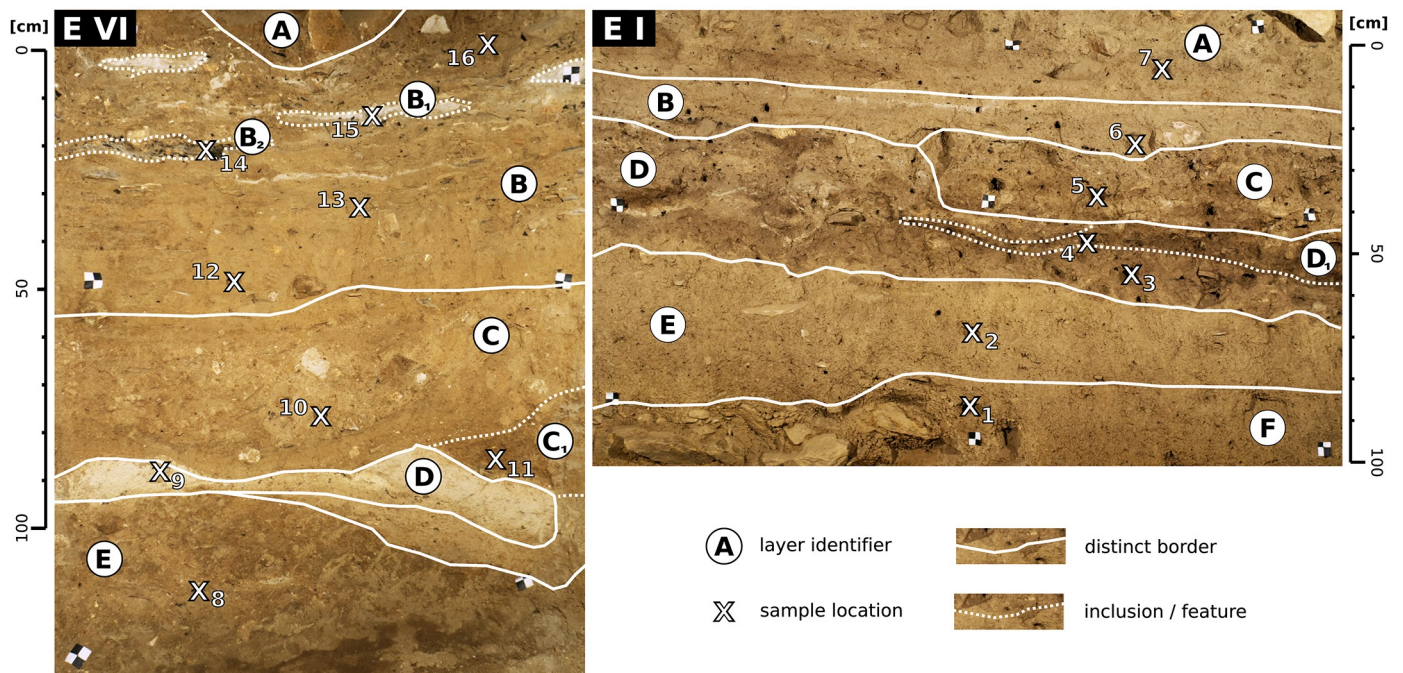 E VI
[cm]
0
50
100
A
16
B₁
15
B₂
14
B
13
12
C
10
C₁
11
D
9
E
8
E I
[cm]
0
50
100
A
7
B
6
D
C
5
4
D₁
3
E
2
1
F
A layer identifier
distinct border
X sample location
inclusion / feature